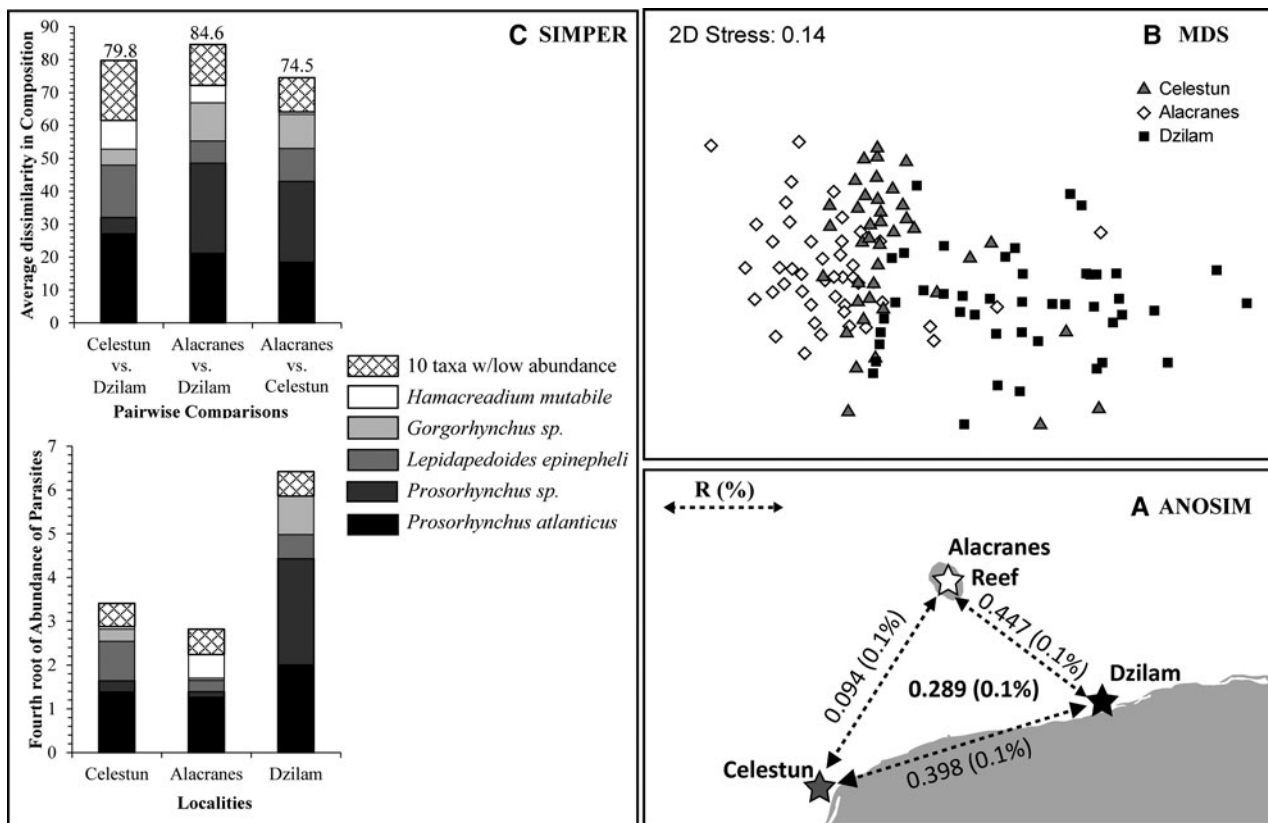 C SIMPER
Average dissimilarity in Composition
90
80
70
60
50
40
30
20
10
0
79.8
84.6
74.5
Celestun
vs.
Dzilam
Alacranes
vs.
Dzilam
Alacranes
vs.
Celestun
Pairwise Comparisons
10 taxa w/low abundance
Hamacreadium mutabile
Gorgorhynchus sp.
Lepidapedoides epinepheli
Prosorhynchus sp.
Prosorhynchus atlanticus
Fourth root of Abundance of Parasites
7
6
5
4
3
2
1
0
Celestun
Alacranes
Dzilam
Localities
2D Stress: 0.14
B MDS
Celestun
Alacranes
Dzilam
R (%)
A ANOSIM
Alacranes
Reef
0.447 (0.1%)
0.094 (0.1%)
Dzilam
0.289 (0.1%)
Celestun
0.398 (0.1%)